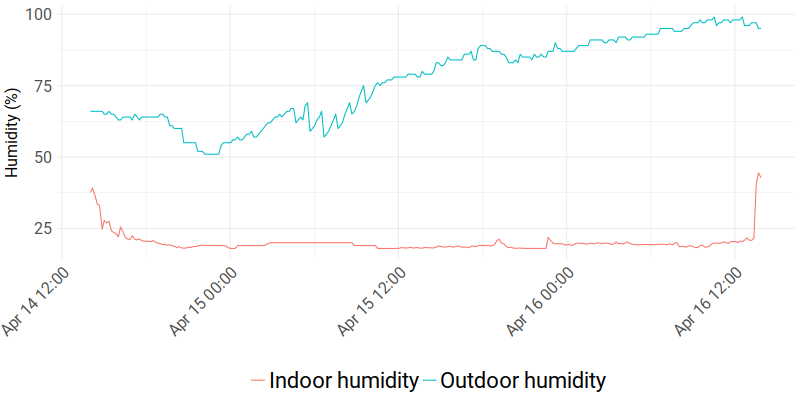 Humidity (%)
100
75
50
25
Apr 14 12:00
Apr 15 00:00
Apr 15 12:00
Apr 16 00:00
Apr 16 12:00
Indoor humidity
Outdoor humidity